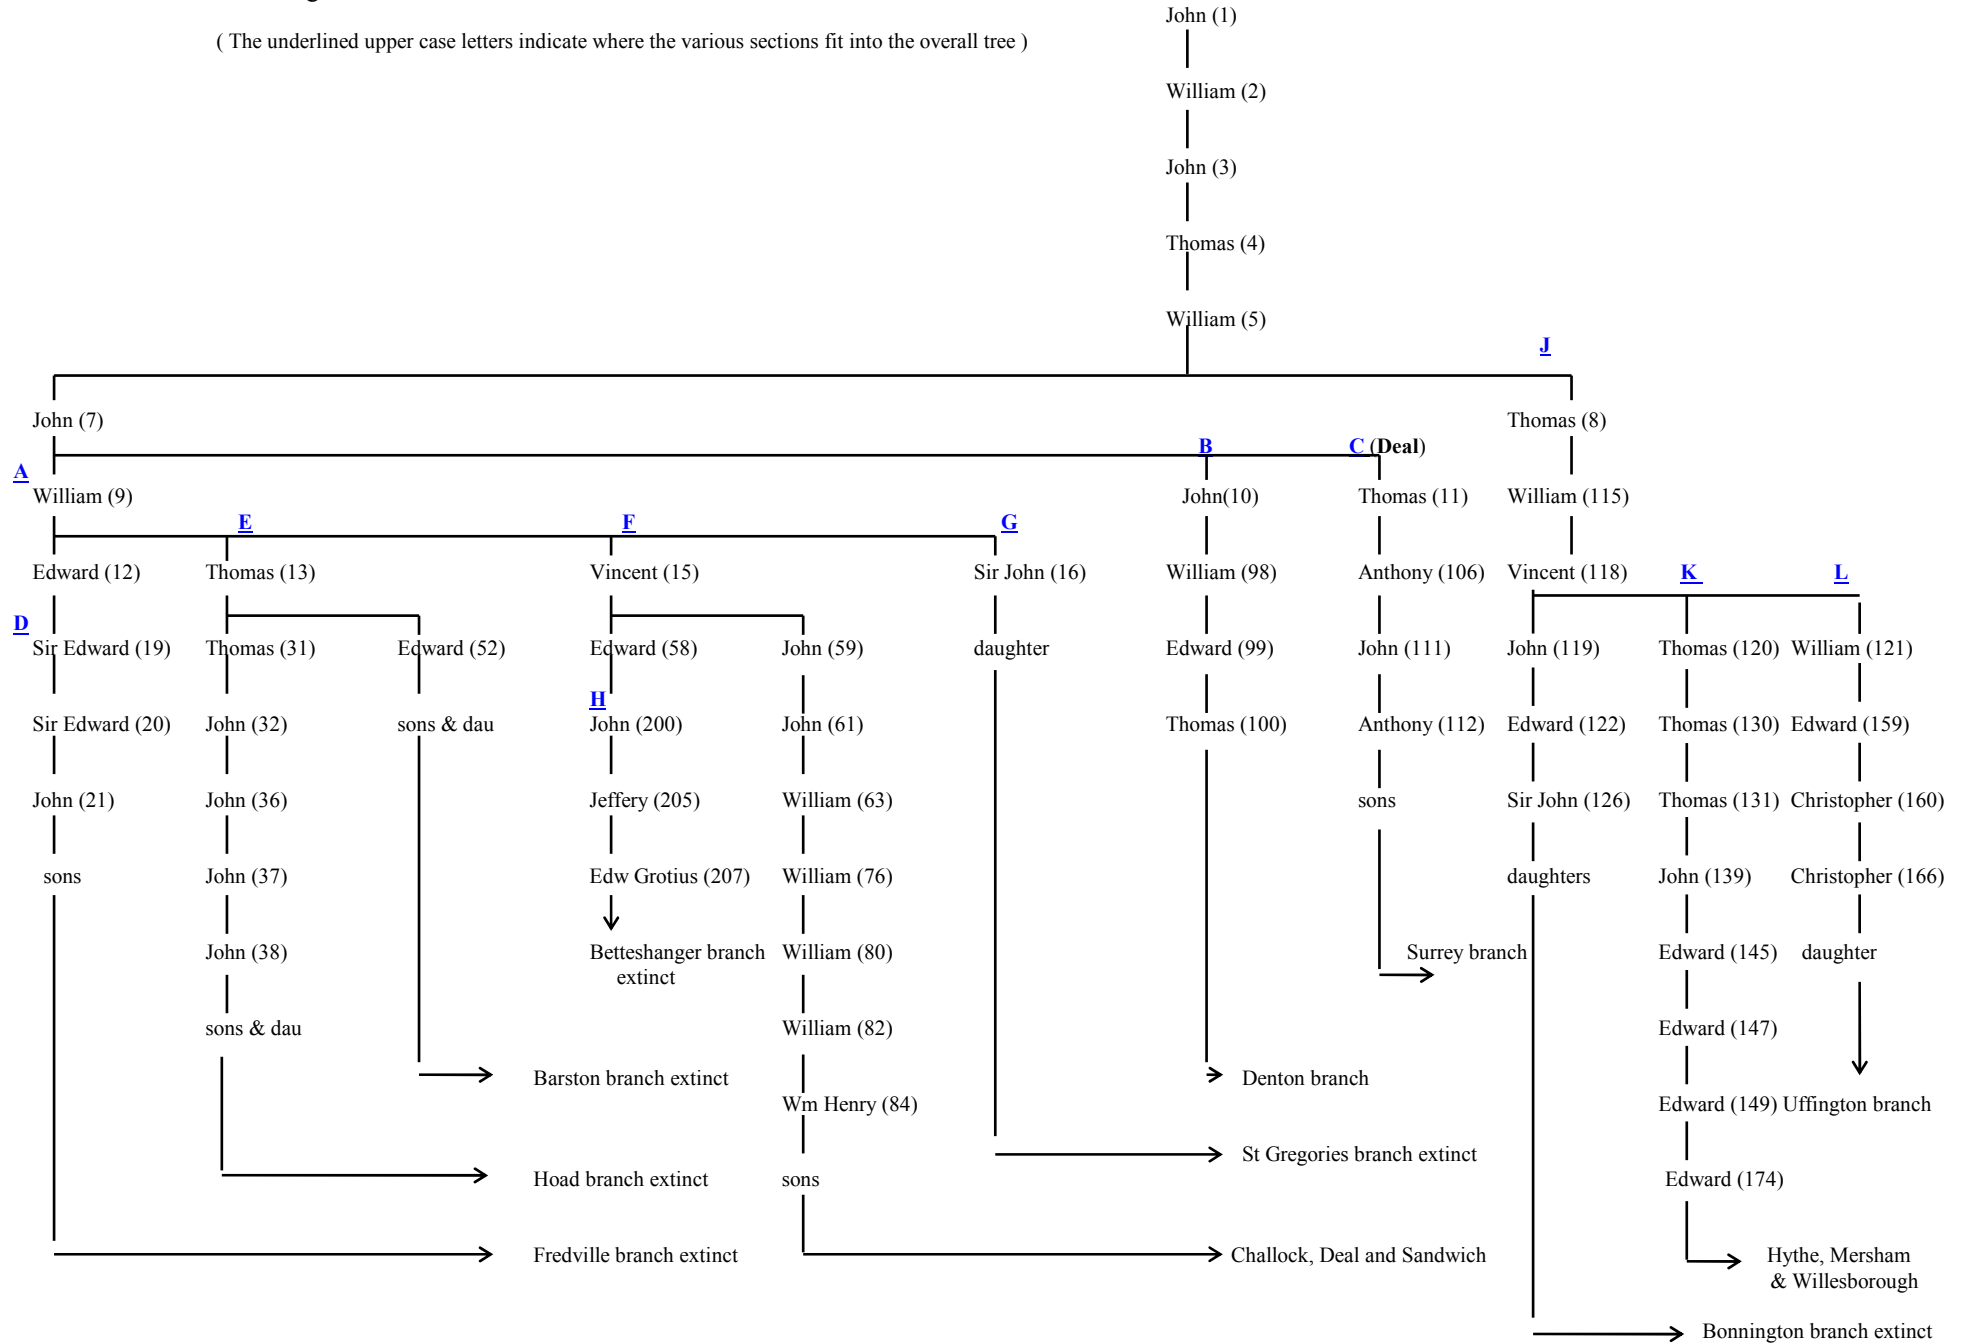 John (1)
( The underlined upper case letters indicate where the various sections fit into the overall tree )
William (2)
John (3)
Thomas (4)
William (5)
J
John (7)
Thomas (8)
B
C (Deal)
A
William (9)
John(10)
Thomas (11)
William (115)
E
F
G
Edward (12)
Thomas (13)
Vincent (15)
Sir John (16)
William (98)
Anthony (106)
Vincent (118)
K
L
D
Sir Edward (19)
Thomas (31)
Edward (52)
Edward (58)
John (59)
daughter
Edward (99)
John (111)
John (119)
Thomas (120)
William (121)
H
Sir Edward (20)
John (32)
sons & dau
John (200)
John (61)
Thomas (100)
Anthony (112)
Edward (122)
Thomas (130)
Edward (159)
John (21)
John (36)
Jeffery (205)
William (63)
sons
Sir John (126)
Thomas (131)
Christopher (160)
sons
John (37)
Edw Grotius (207)
William (76)
daughters
John (139)
Christopher (166)
John (38)
Betteshanger branch
extinct
William (80)
Surrey branch
Edward (145)
daughter
sons & dau
William (82)
Edward (147)
Barston branch extinct
Denton branch
Wm Henry (84)
Edward (149)
Uffington branch
St Gregories branch extinct
Hoad branch extinct
sons
Edward (174)
Fredville branch extinct
Challock, Deal and Sandwich
Hythe, Mersham
& Willesborough
Bonnington branch extinct